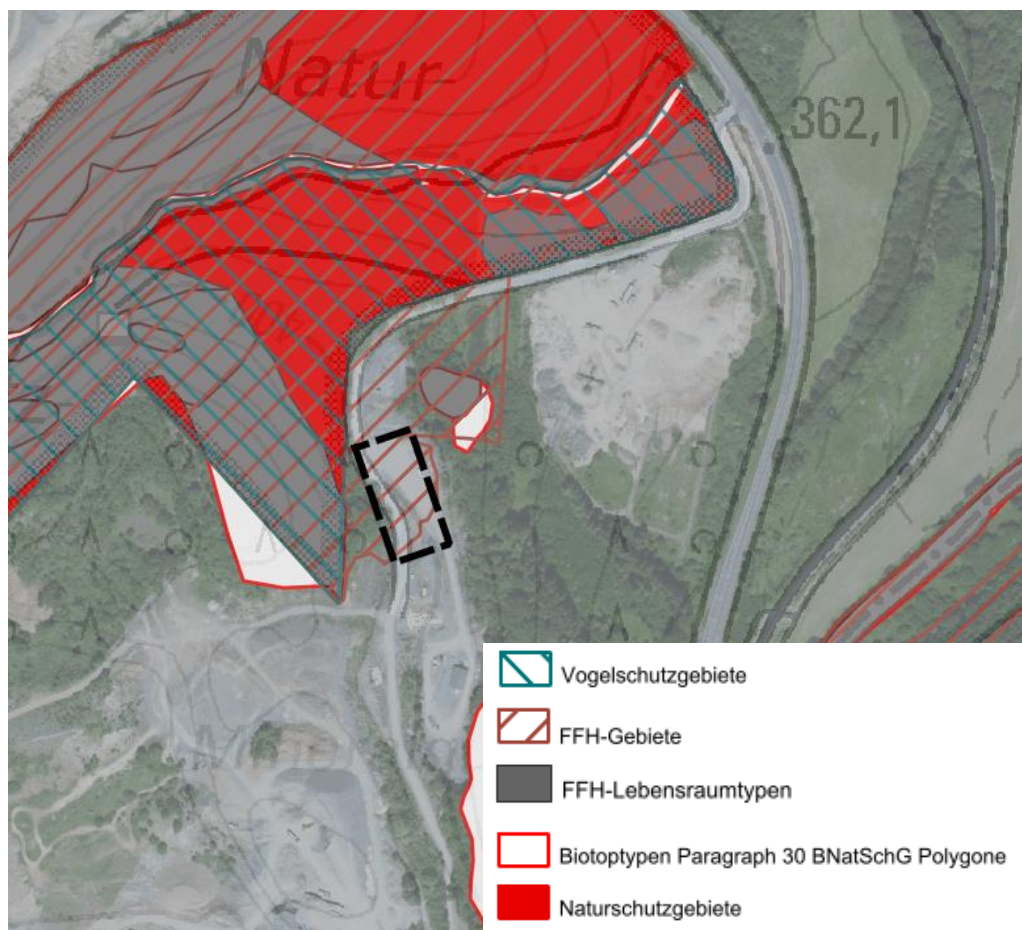 Natur-
362,1
Vogelschutzgebiete
FFH-Gebiete
FFH-Lebensraumtypen
Biotoptypen Paragraph 30 BNatSchG Polygone
Naturschutzgebiete